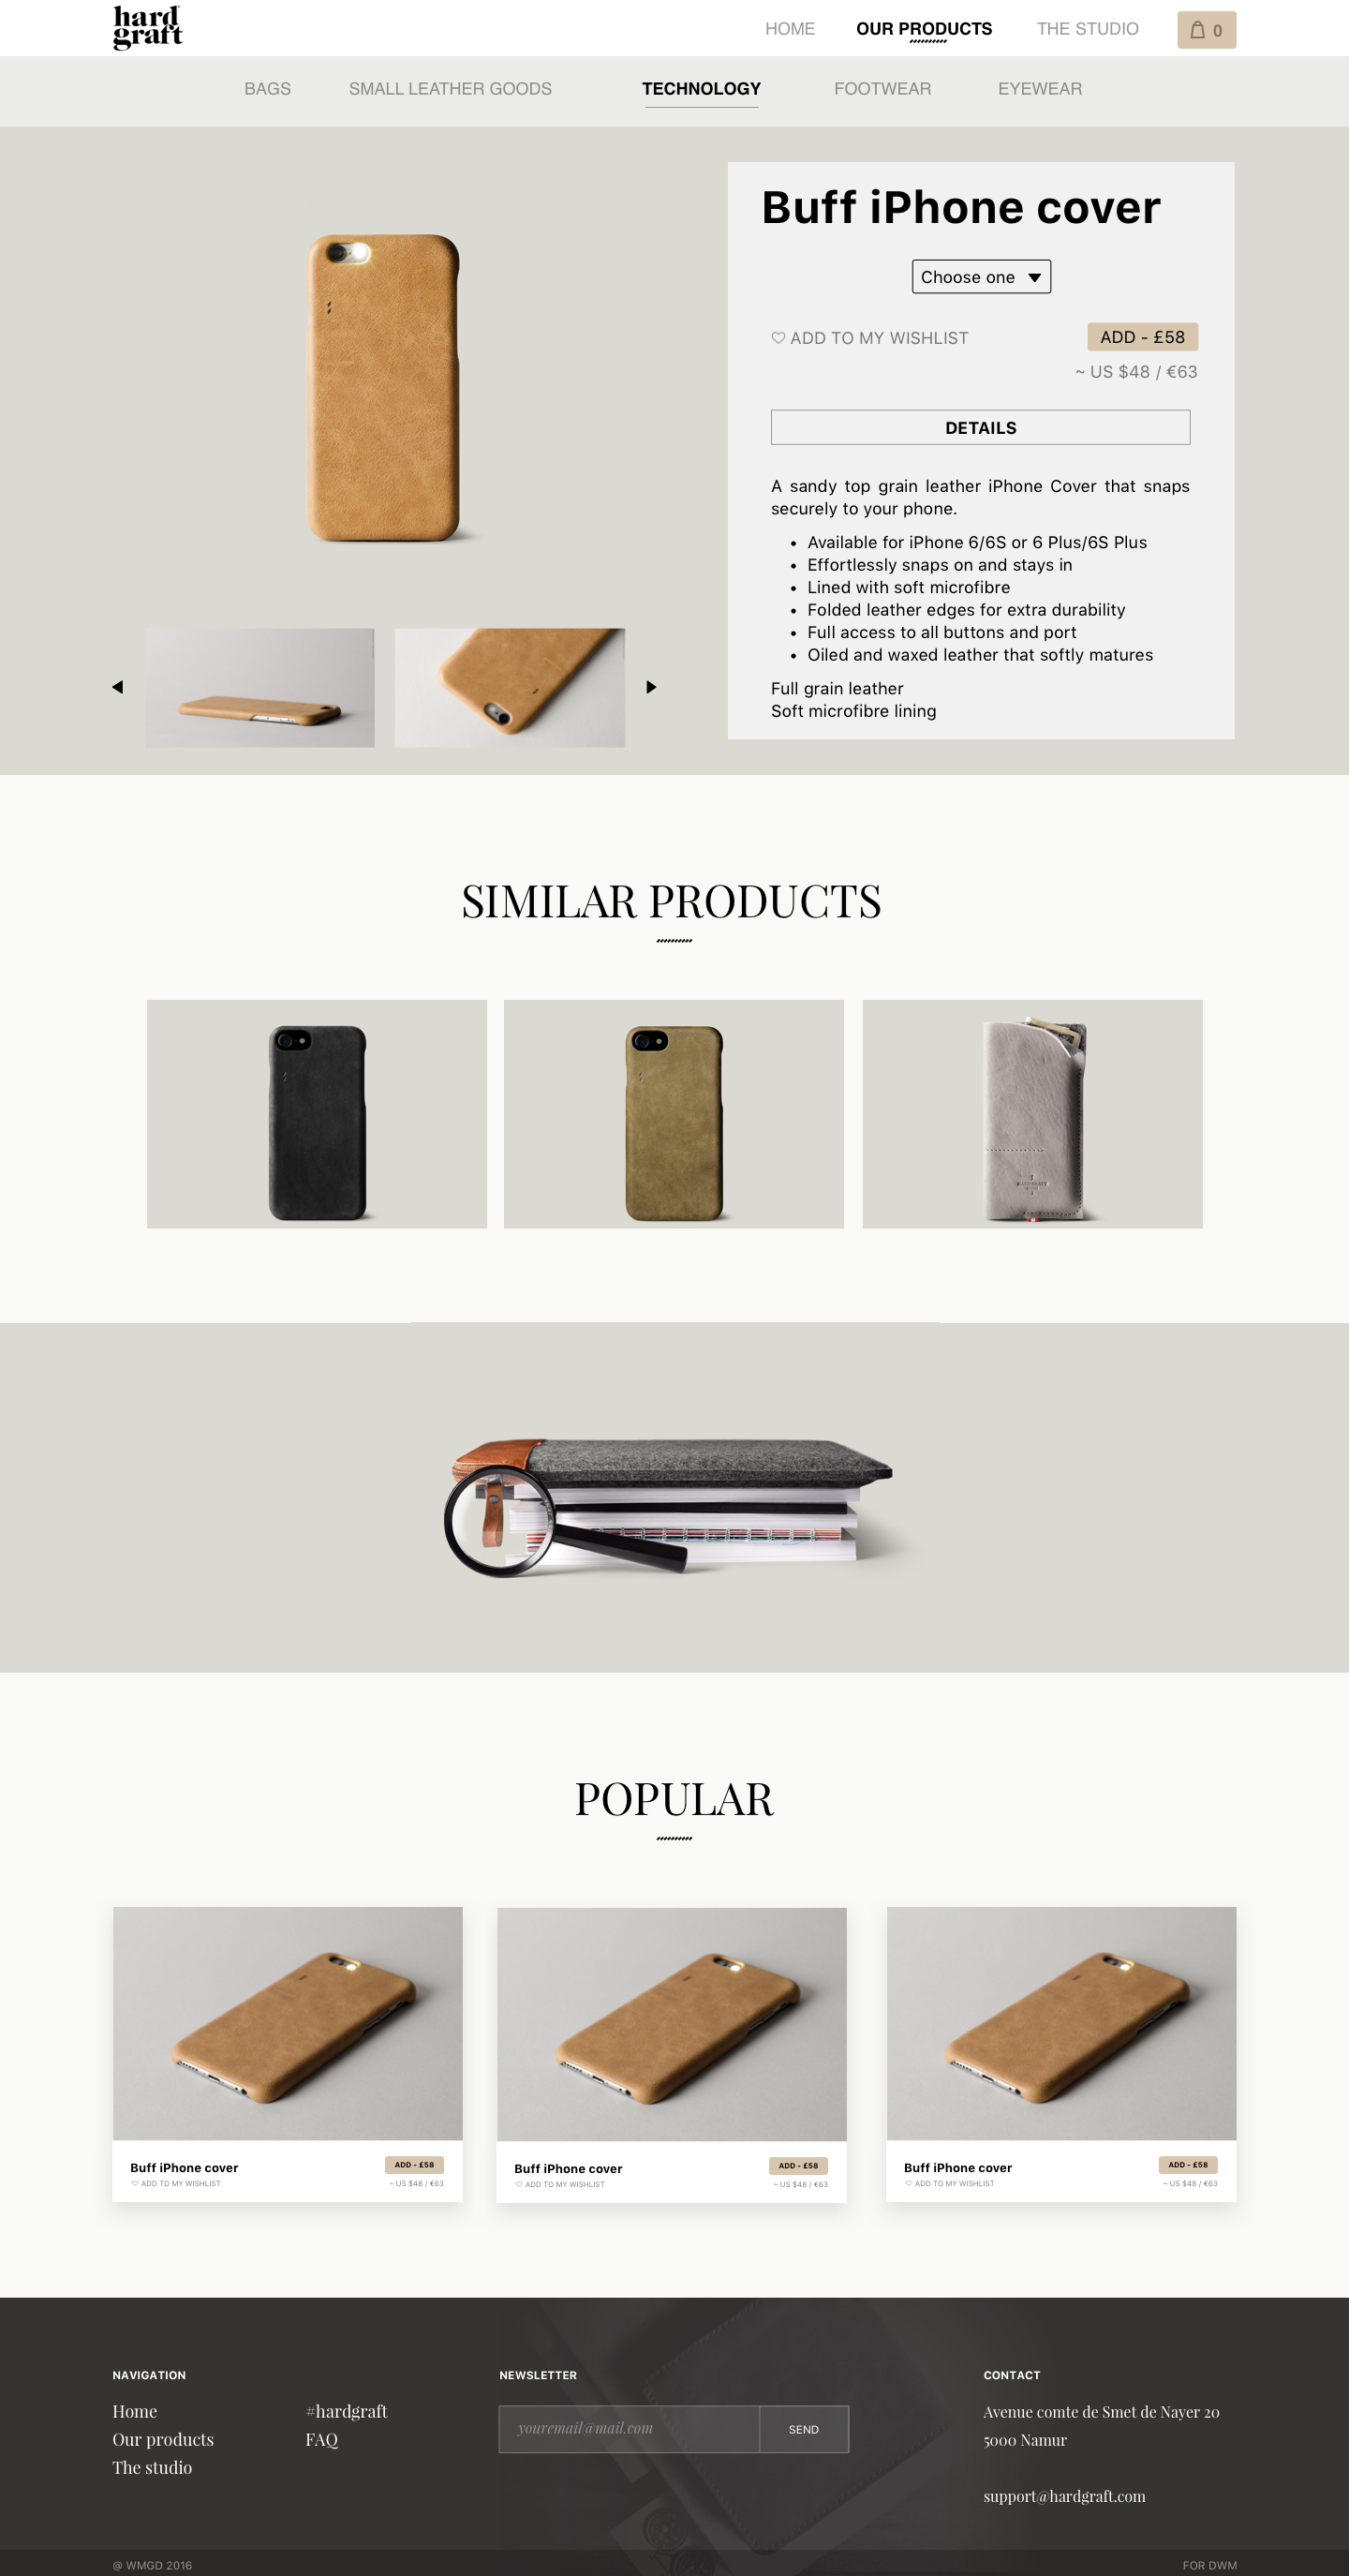 hard
graft
HOME OUR PRODUCTS THE STUDIO 0
BAGS SMALL LEATHER GOODS TECHNOLOGY FOOTWEAR EYEWEAR
Buff iPhone cover
Choose one
ADD TO MY WISHLIST ADD - £58
~ US $48 / €63
DETAILS
A sandy top grain leather iPhone Cover that snaps
securely to your phone.
• Available for iPhone 6/6S or 6 Plus/6S Plus
• Effortlessly snaps on and stays in
• Lined with soft microfibre
• Folded leather edges for extra durability
• Full access to all buttons and port
• Oiled and waxed leather that softly matures
Full grain leather
Soft microfibre lining
SIMILAR PRODUCTS
POPULAR
Buff iPhone cover ADD - £58
ADD TO MY WISHLIST ~ US $48 / €63
Buff iPhone cover ADD - £58
ADD TO MY WISHLIST ~ US $48 / €63
Buff iPhone cover ADD - £58
ADD TO MY WISHLIST ~ US $48 / €63
NAVIGATION
Home #hardgraft
Our products FAQ
The studio
NEWSLETTER
youremail@mail.com SEND
CONTACT
Avenue comte de Smet de Nayer 20
5000 Namur
support@hardgraft.com
@ WMGD 2016 FOR DWM